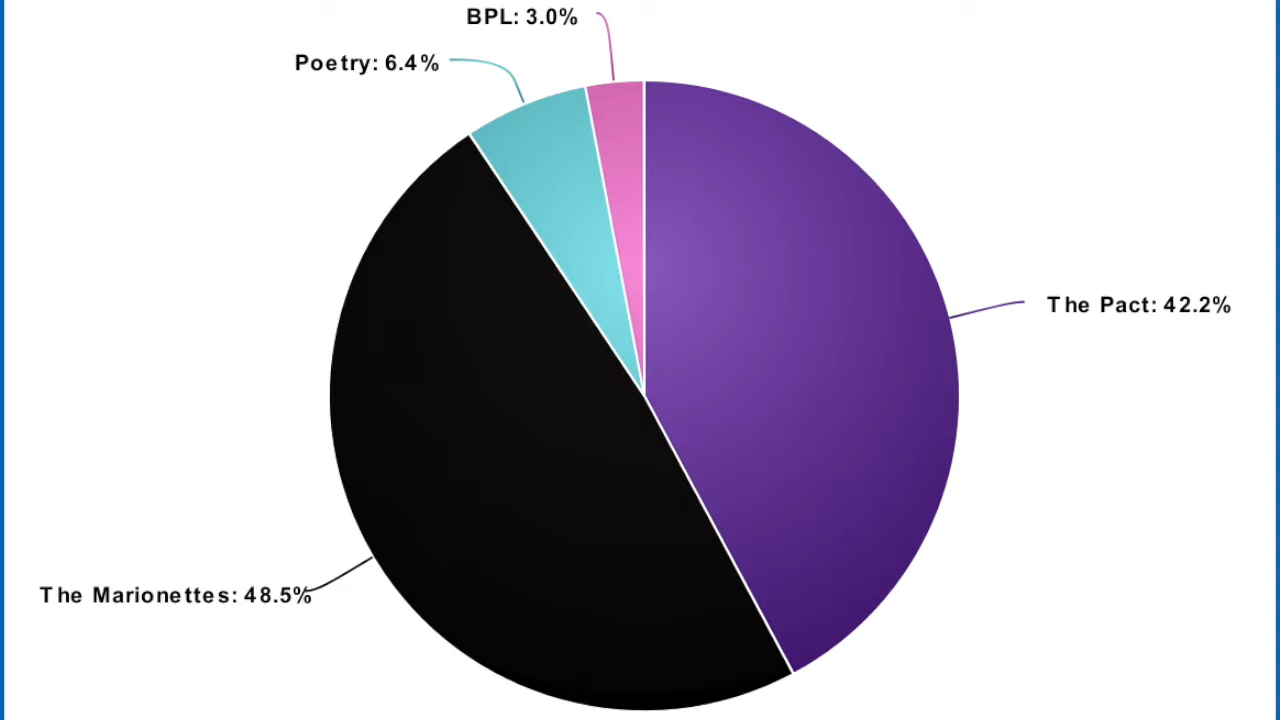 BPL: 3.0%
Poetry: 6.4%
The Pact: 42.2%
The Marionettes: 48.5%